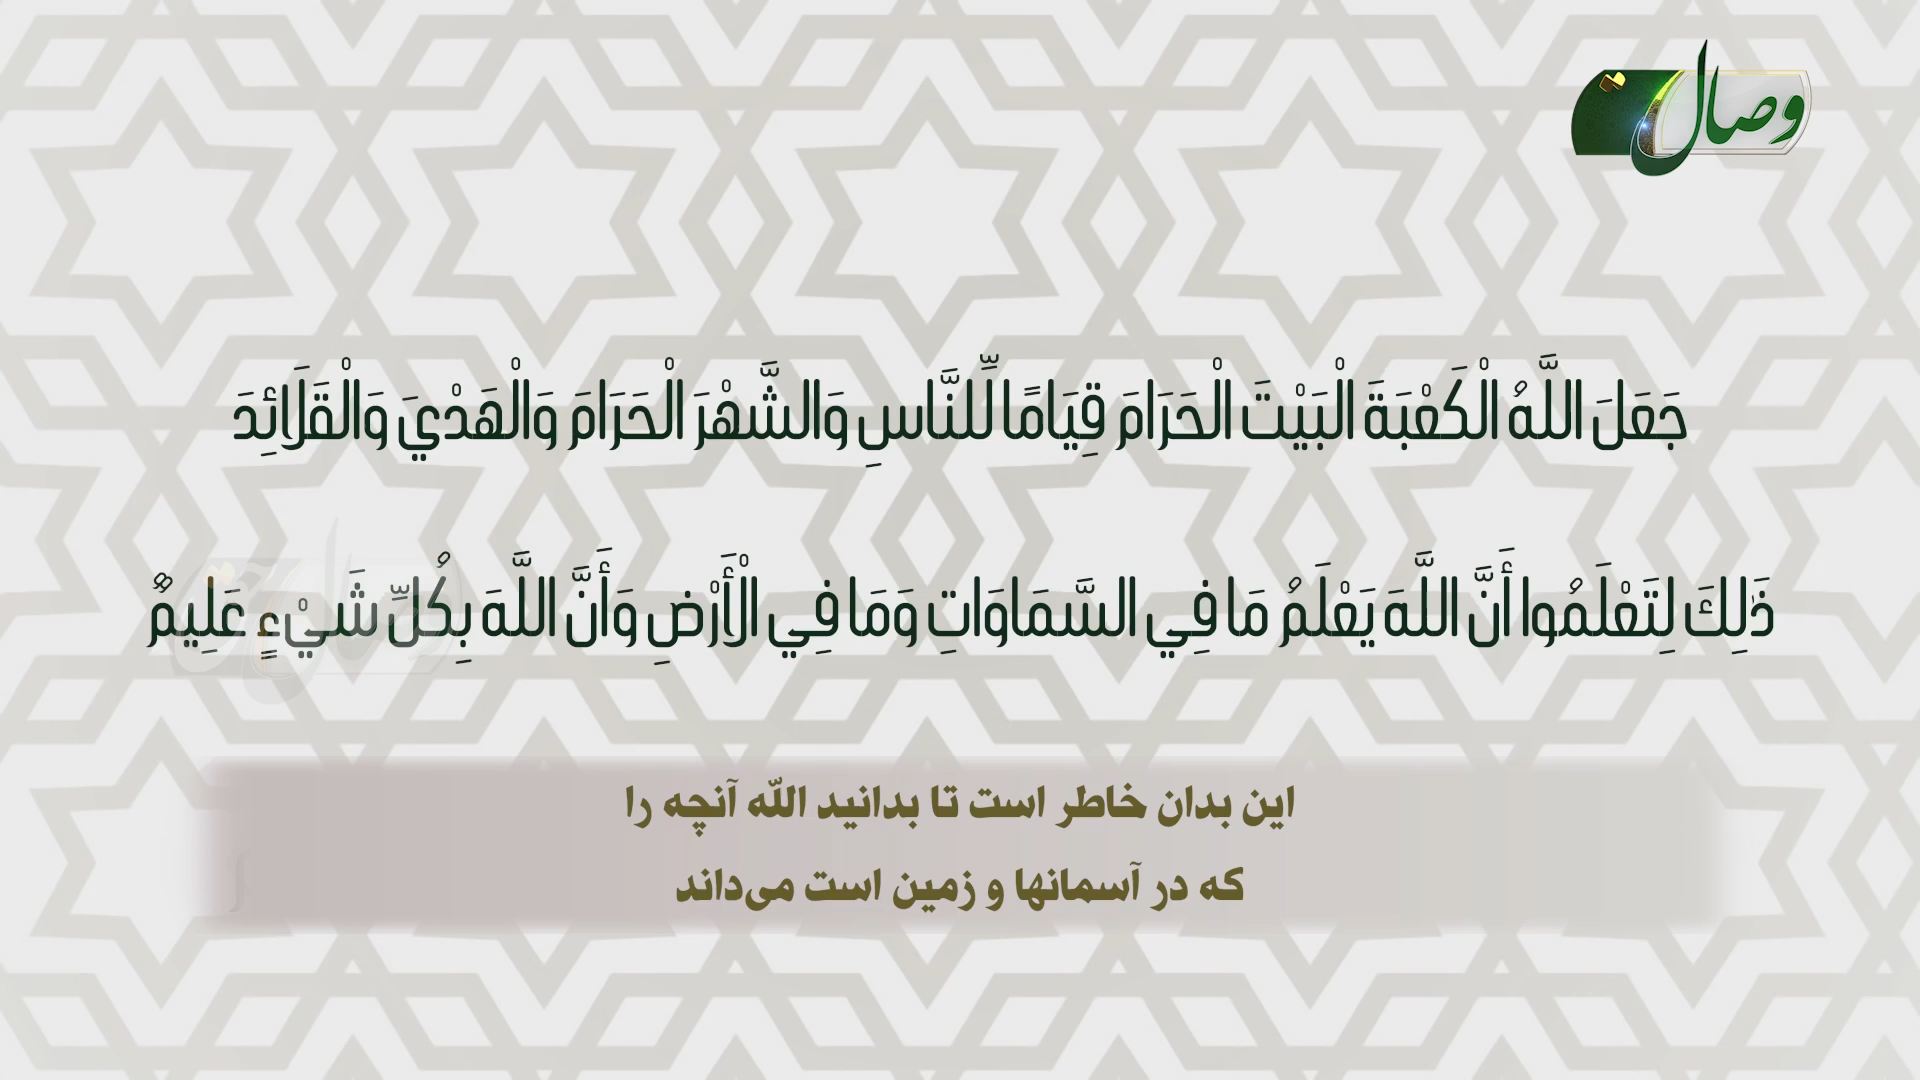 وصال
جَعَلَ اللَّهُ الْكَعْبَةَ الْبَيْتَ الْحَرَامَ قِيَامًا لِّلنَّاسِ وَالشَّهْرَ الْحَرَامَ وَالْهَدْيَ وَالْقَلَائِدَ
ذَٰلِكَ لِتَعْلَمُوا أَنَّ اللَّهَ يَعْلَمُ مَا فِي السَّمَاوَاتِ وَمَا فِي الْأَرْضِ وَأَنَّ اللَّهَ بِكُلِّ شَيْءٍ عَلِيمٌ
این بدان خاطر است تا بدانید اللّه آنچه را
که در آسمانها و زمین است می‌داند